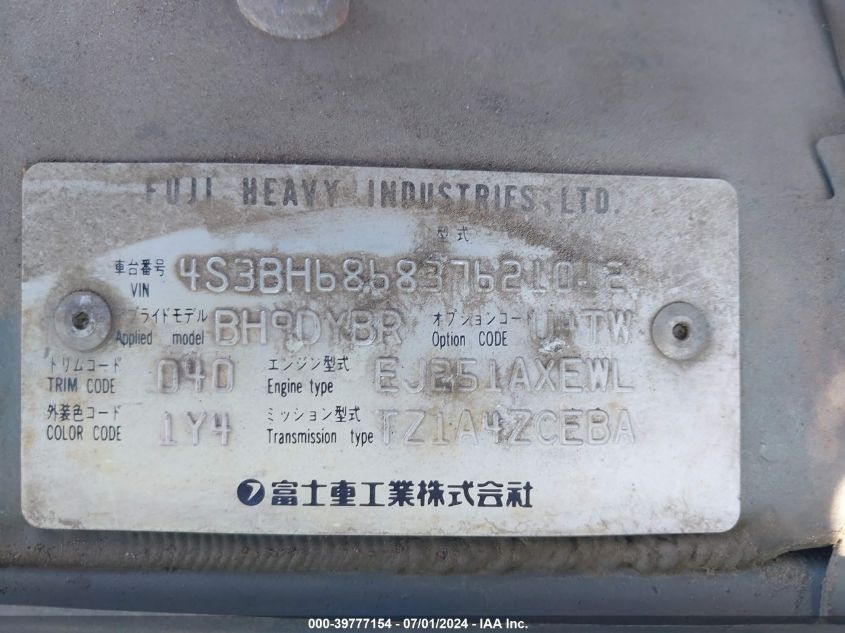 FUJI HEAVY INDUSTRIES, LTD.
型式
車台番号 4S3BH686837621012
VIN
アプライドモデル BH9DYBR オプションコード
Applied model Option CODE
トリムコード 040 エンジン型式 EJ251AXEWL
TRIM CODE Engine type
外装色コード 1Y4 ミッション型式 TZ1A4ZCEBA
COLOR CODE Transmission type
富士重工業株式会社
000-39777154 - 07/01/2024 - IAA Inc.